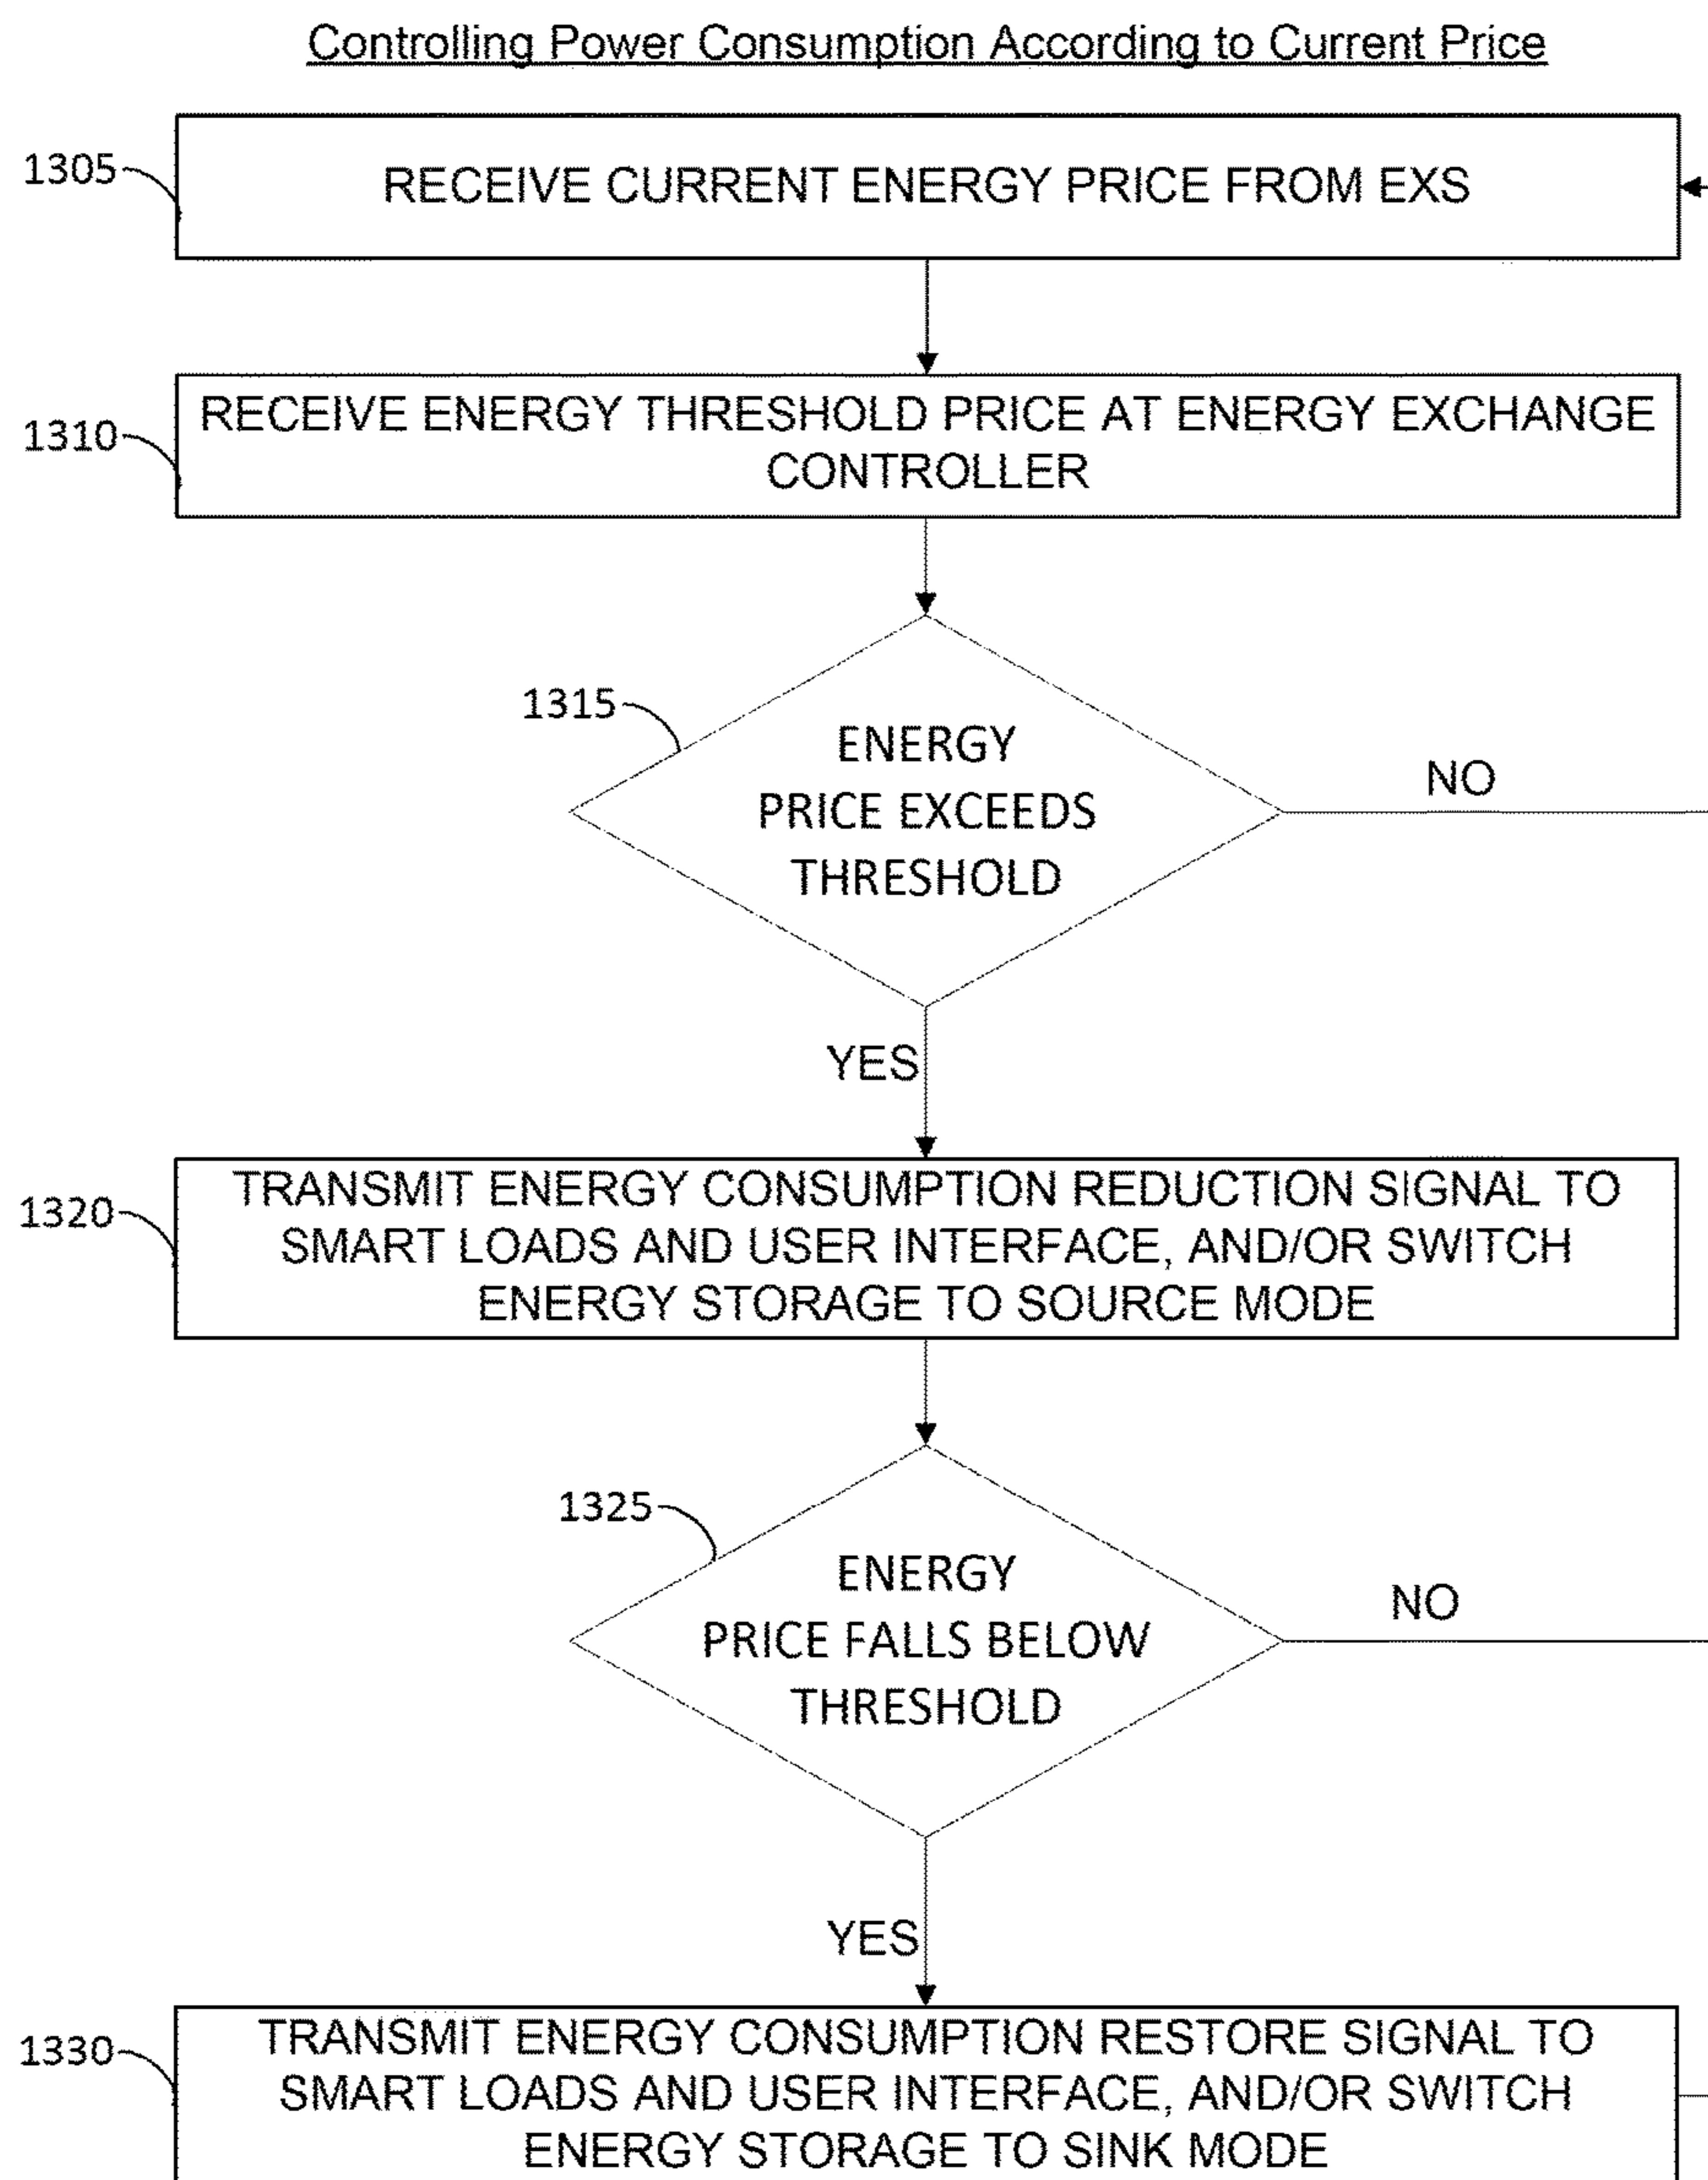 Controlling Power Consumption According to Current Price
1305
RECEIVE CURRENT ENERGY PRICE FROM EXS
1310
RECEIVE ENERGY THRESHOLD PRICE AT ENERGY EXCHANGE
CONTROLLER
1315
ENERGY
PRICE EXCEEDS
THRESHOLD
NO
YES
1320
TRANSMIT ENERGY CONSUMPTION REDUCTION SIGNAL TO
SMART LOADS AND USER INTERFACE, AND/OR SWITCH
ENERGY STORAGE TO SOURCE MODE
1325
ENERGY
PRICE FALLS BELOW
THRESHOLD
NO
YES
1330
TRANSMIT ENERGY CONSUMPTION RESTORE SIGNAL TO
SMART LOADS AND USER INTERFACE, AND/OR SWITCH
ENERGY STORAGE TO SINK MODE